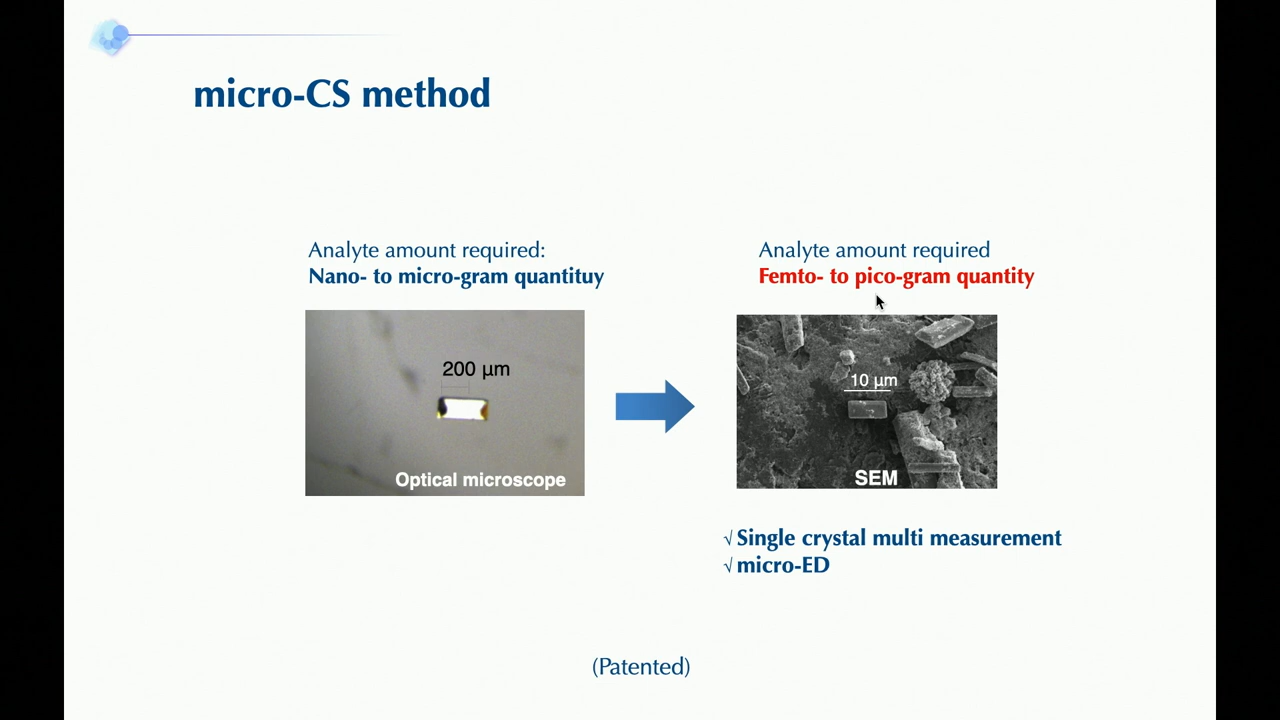 micro-CS method
Analyte amount required:
Nano- to micro-gram quantituy
Analyte amount required
Femto- to pico-gram quantity
200 μm
Optical microscope
10 μm
SEM
√ Single crystal multi measurement
√ micro-ED
(Patented)